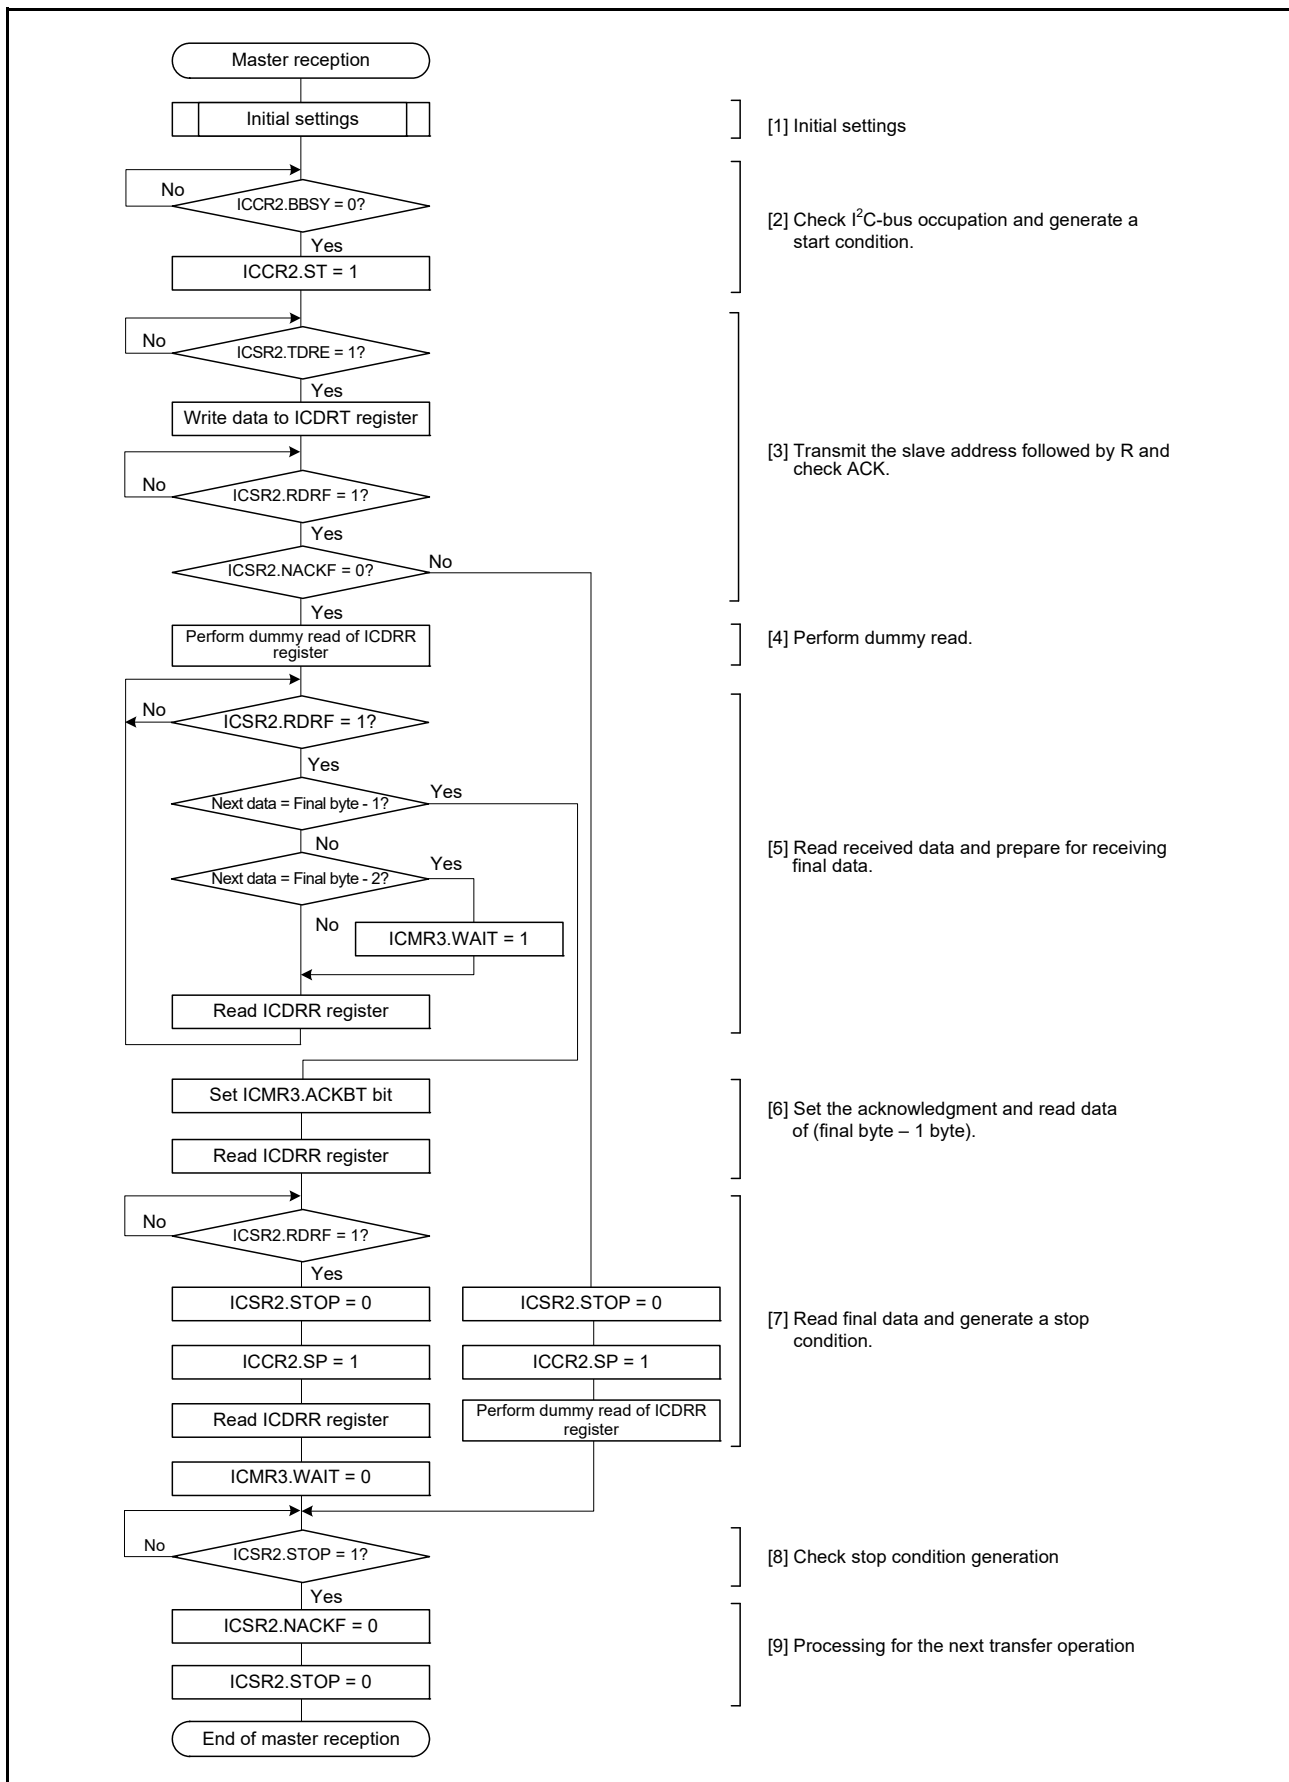 Master reception
Initial settings
[1] Initial settings
No
ICCR2.BBSY = 0?
Yes
ICCR2.ST = 1
[2] Check I²C-bus occupation and generate a
start condition.
No
ICSR2.TDRE = 1?
Yes
Write data to ICDRT register
No
ICSR2.RDRF = 1?
Yes
ICSR2.NACKF = 0?
No
Yes
[3] Transmit the slave address followed by R and
check ACK.
Perform dummy read of ICDRR
register
[4] Perform dummy read.
No
ICSR2.RDRF = 1?
Yes
Next data = Final byte - 1?
Yes
No
Next data = Final byte - 2?
Yes
No
ICMR3.WAIT = 1
Read ICDRR register
[5] Read received data and prepare for receiving
final data.
Set ICMR3.ACKBT bit
Read ICDRR register
[6] Set the acknowledgment and read data
of (final byte – 1 byte).
No
ICSR2.RDRF = 1?
Yes
ICSR2.STOP = 0
ICCR2.SP = 1
Read ICDRR register
ICMR3.WAIT = 0
ICSR2.STOP = 0
ICCR2.SP = 1
Perform dummy read of ICDRR
register
[7] Read final data and generate a stop
condition.
No
ICSR2.STOP = 1?
Yes
[8] Check stop condition generation
ICSR2.NACKF = 0
ICSR2.STOP = 0
[9] Processing for the next transfer operation
End of master reception